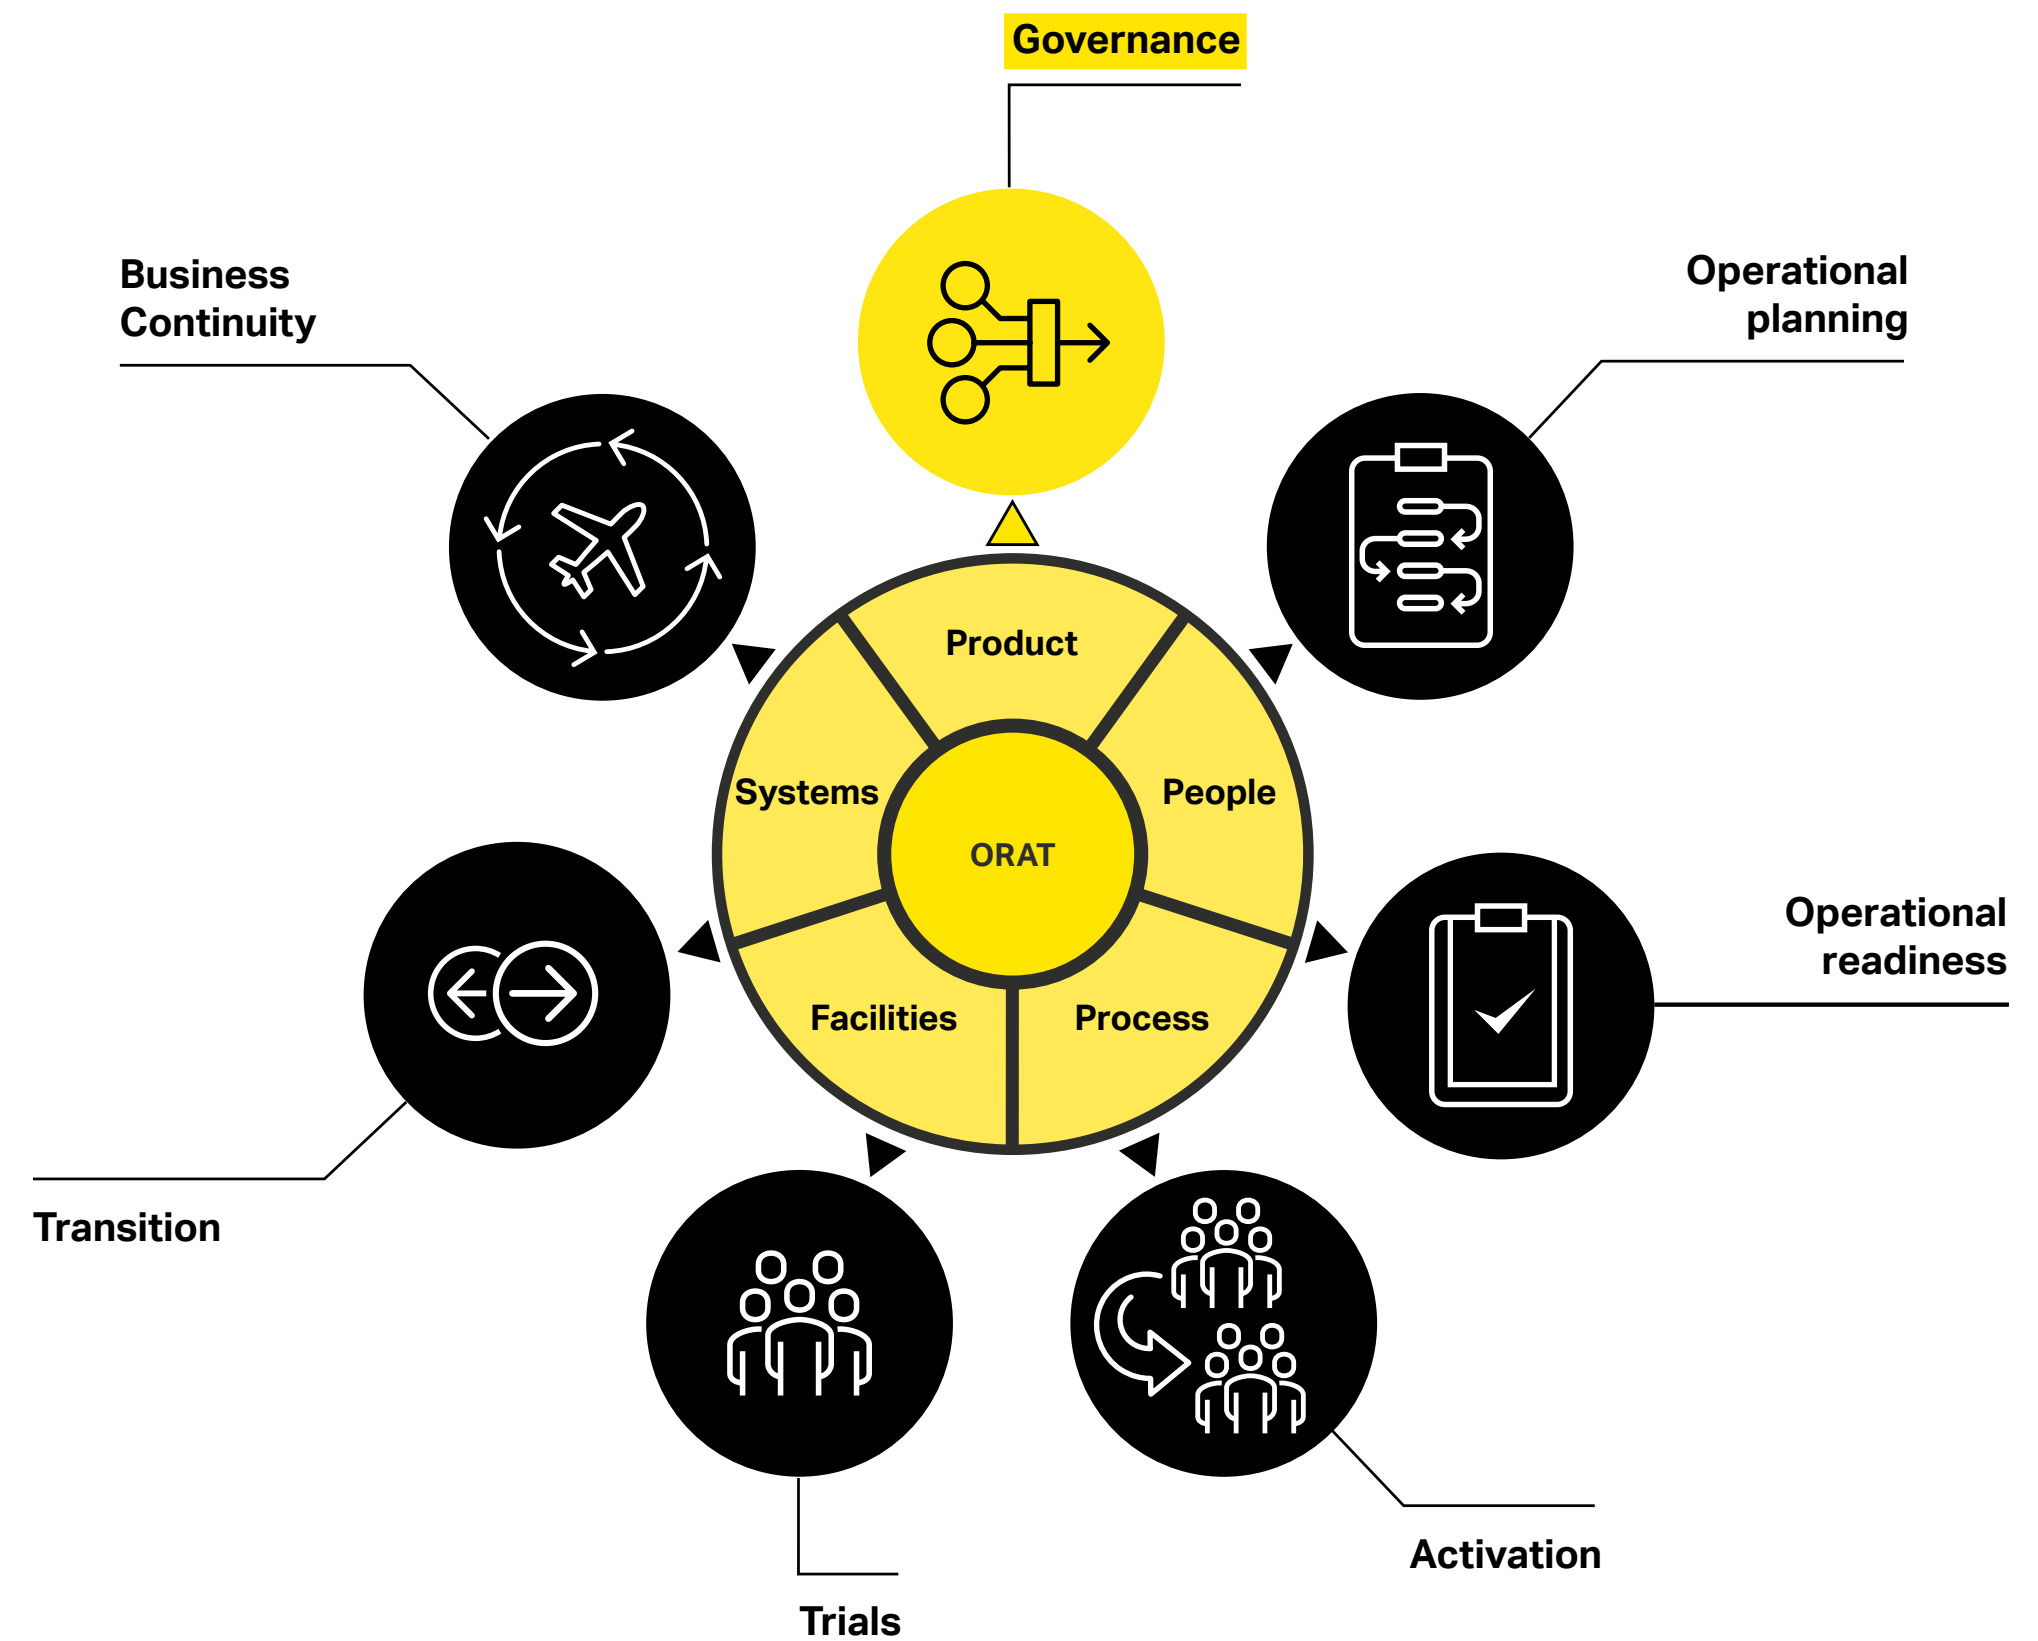 Governance
Business
Continuity
Operational
planning
Product
Systems
People
ORAT
Operational
readiness
Facilities
Process
Transition
Activation
Trials